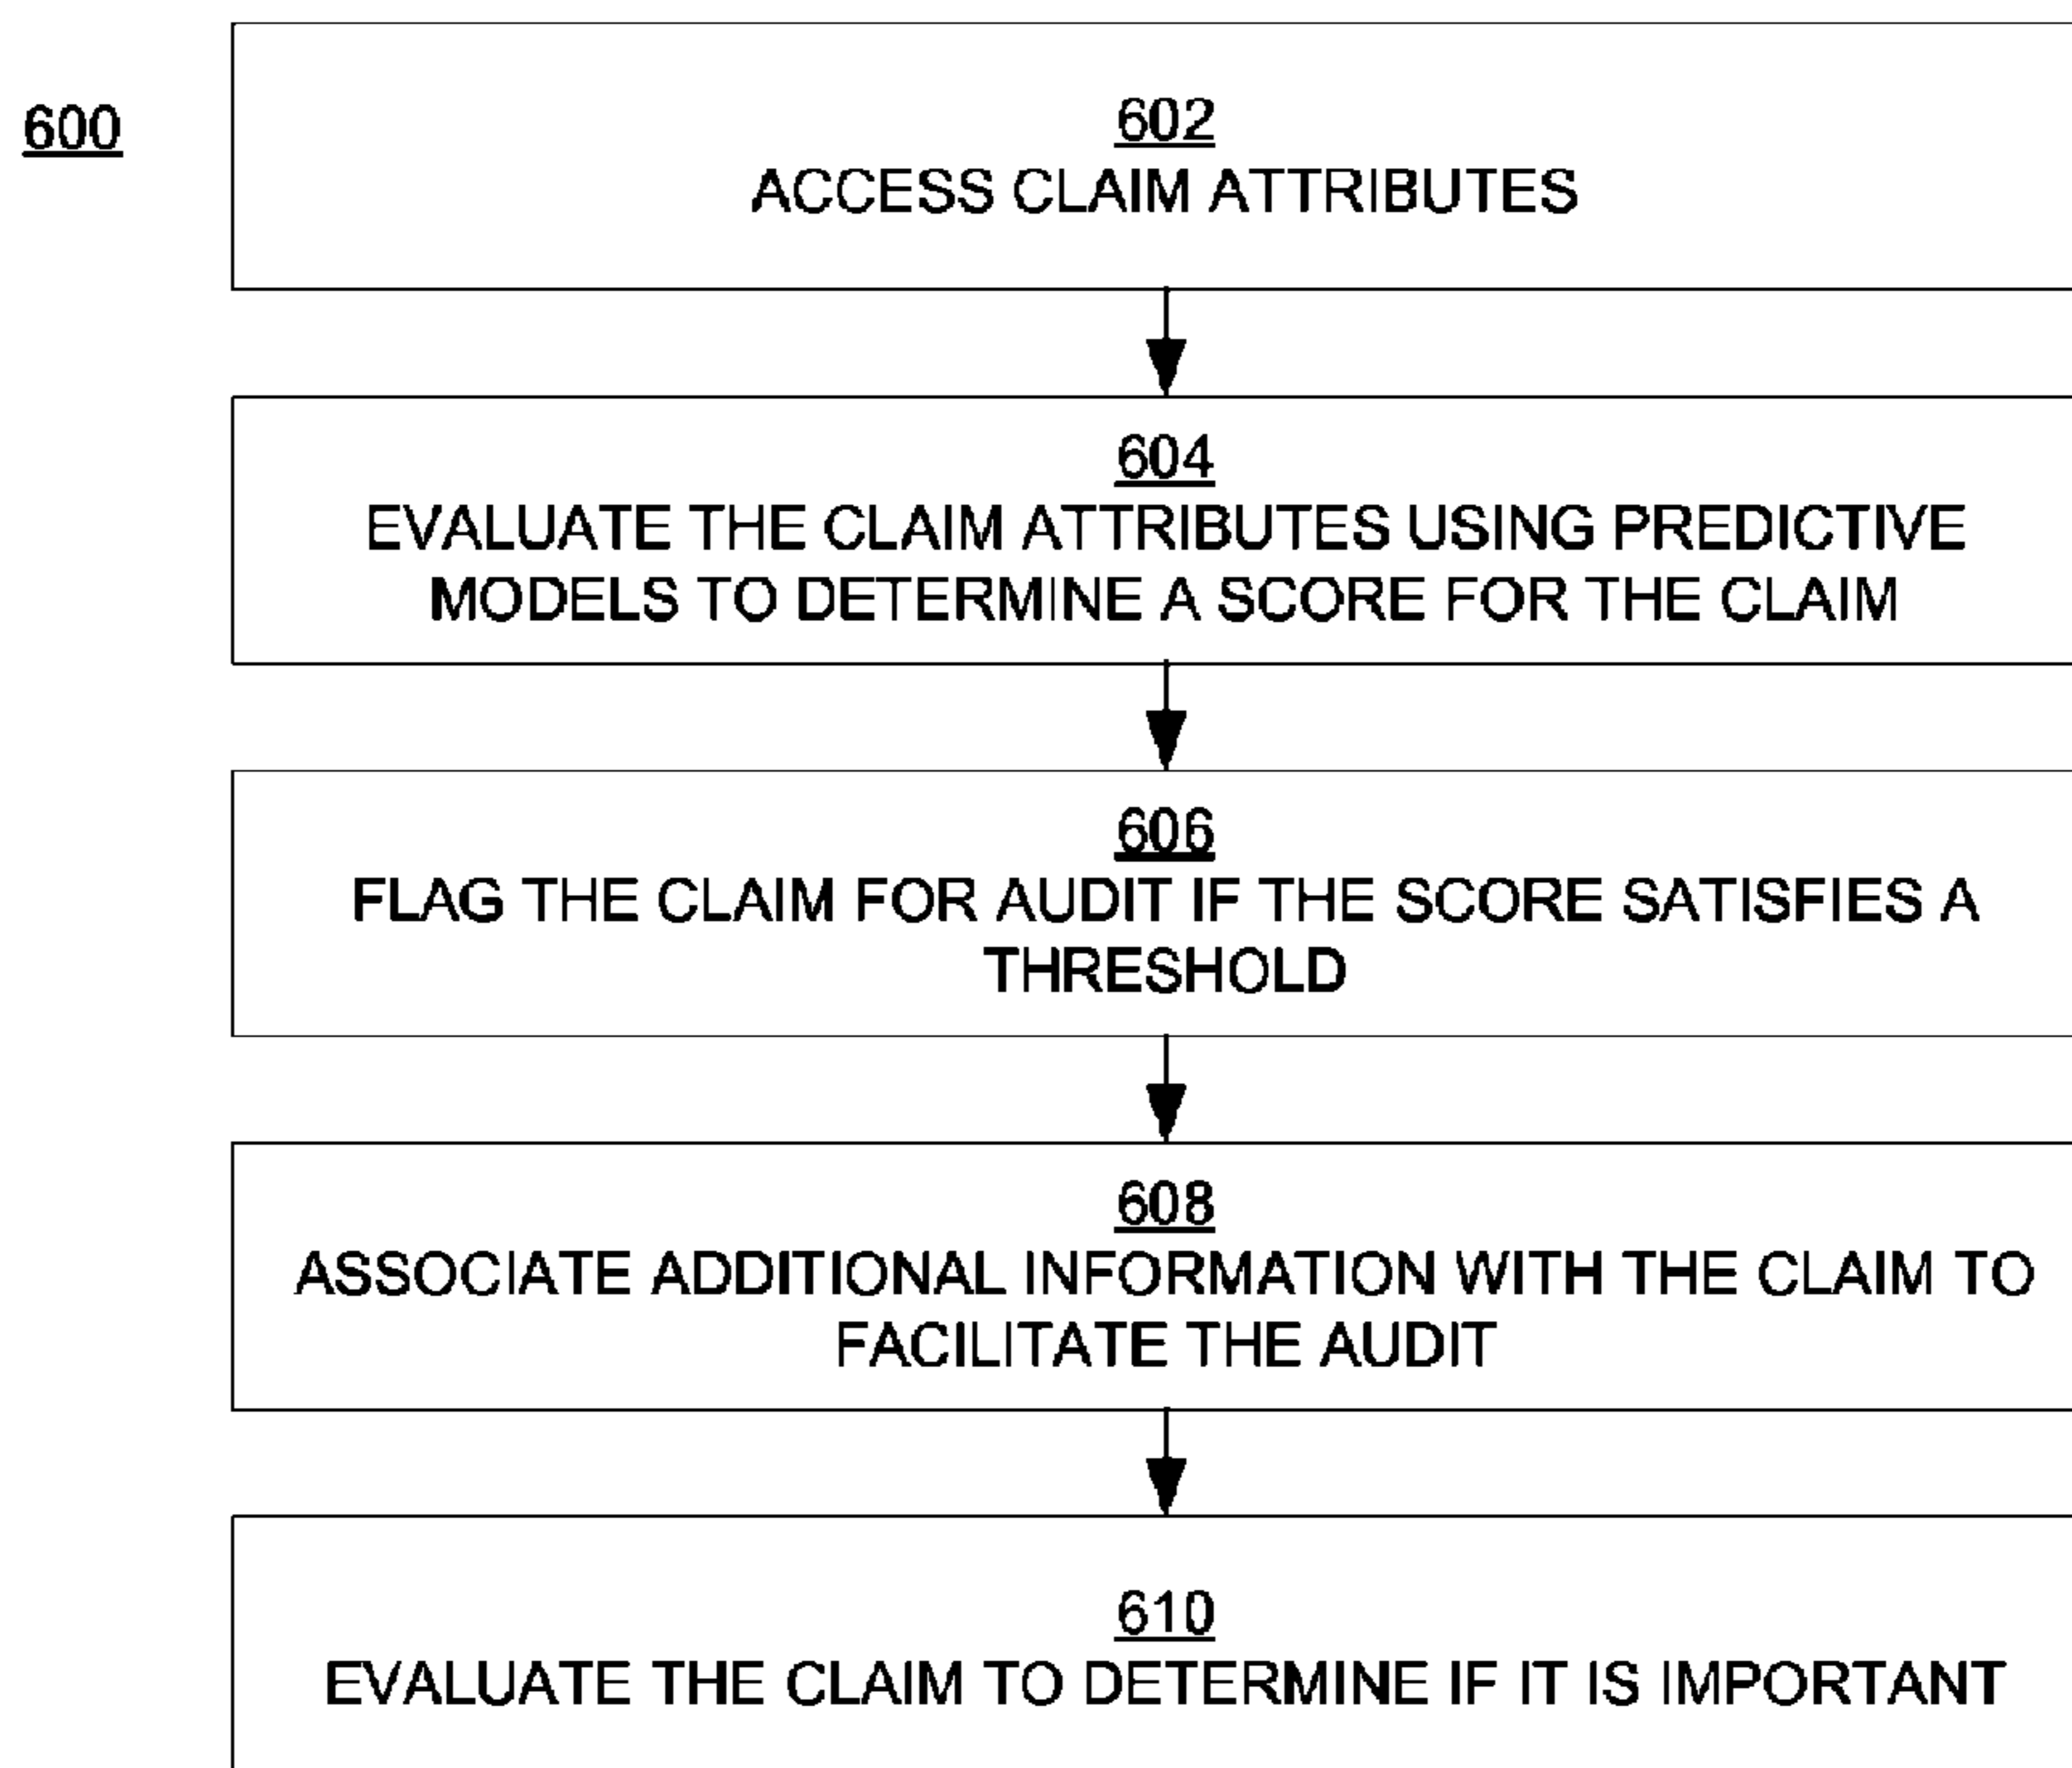 600
602
ACCESS CLAIM ATTRIBUTES
604
EVALUATE THE CLAIM ATTRIBUTES USING PREDICTIVE
MODELS TO DETERMINE A SCORE FOR THE CLAIM
606
FLAG THE CLAIM FOR AUDIT IF THE SCORE SATISFIES A
THRESHOLD
608
ASSOCIATE ADDITIONAL INFORMATION WITH THE CLAIM TO
FACILITATE THE AUDIT
610
EVALUATE THE CLAIM TO DETERMINE IF IT IS IMPORTANT